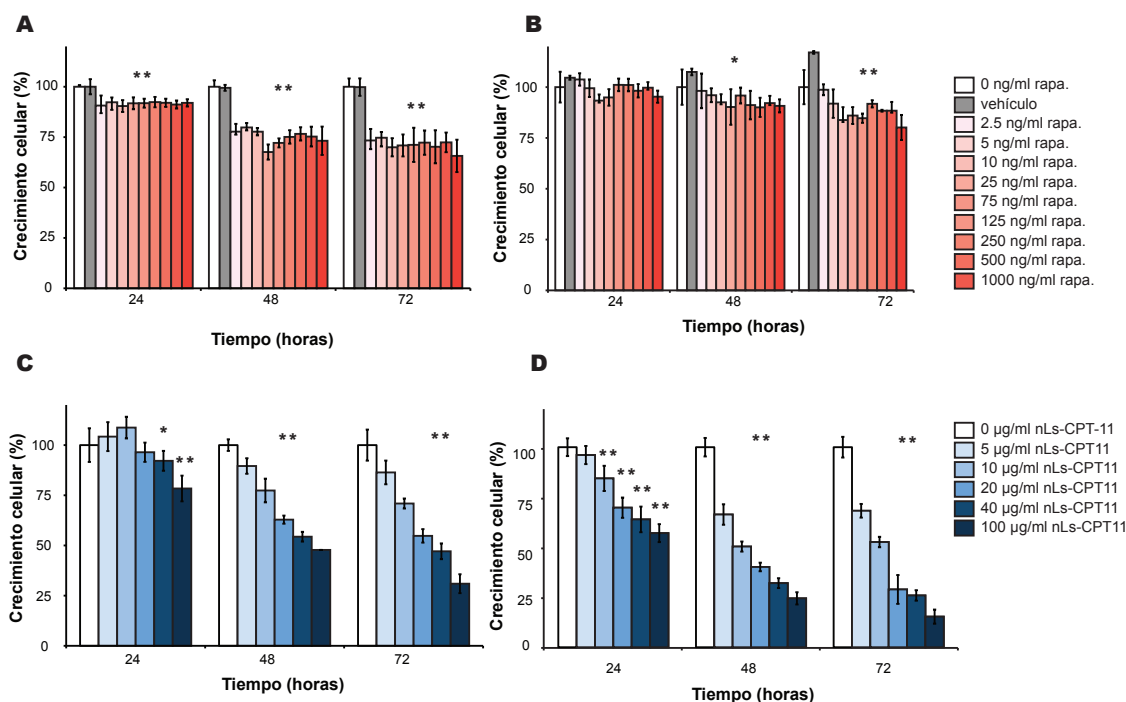 A
B
Crecimiento celular (%)
100
75
50
25
0
* *
* *
* *
24
48
72
Tiempo (horas)
Crecimiento celular (%)
100
75
50
25
0
*
* *
24
48
72
Tiempo (horas)
0 ng/ml rapa.
vehículo
2.5 ng/ml rapa.
5 ng/ml rapa.
10 ng/ml rapa.
25 ng/ml rapa.
75 ng/ml rapa.
125 ng/ml rapa.
250 ng/ml rapa.
500 ng/ml rapa.
1000 ng/ml rapa.
C
D
Crecimiento celular (%)
100
75
50
25
0
*
* *
* *
* *
24
48
72
Tiempo (horas)
Crecimiento celular (%)
100
75
50
25
0
* *
* *
* *
* *
* *
* *
24
48
72
Tiempo (horas)
0 µg/ml nLs-CPT-11
5 µg/ml nLs-CPT11
10 µg/ml nLs-CPT11
20 µg/ml nLs-CPT11
40 µg/ml nLs-CPT11
100 µg/ml nLs-CPT11